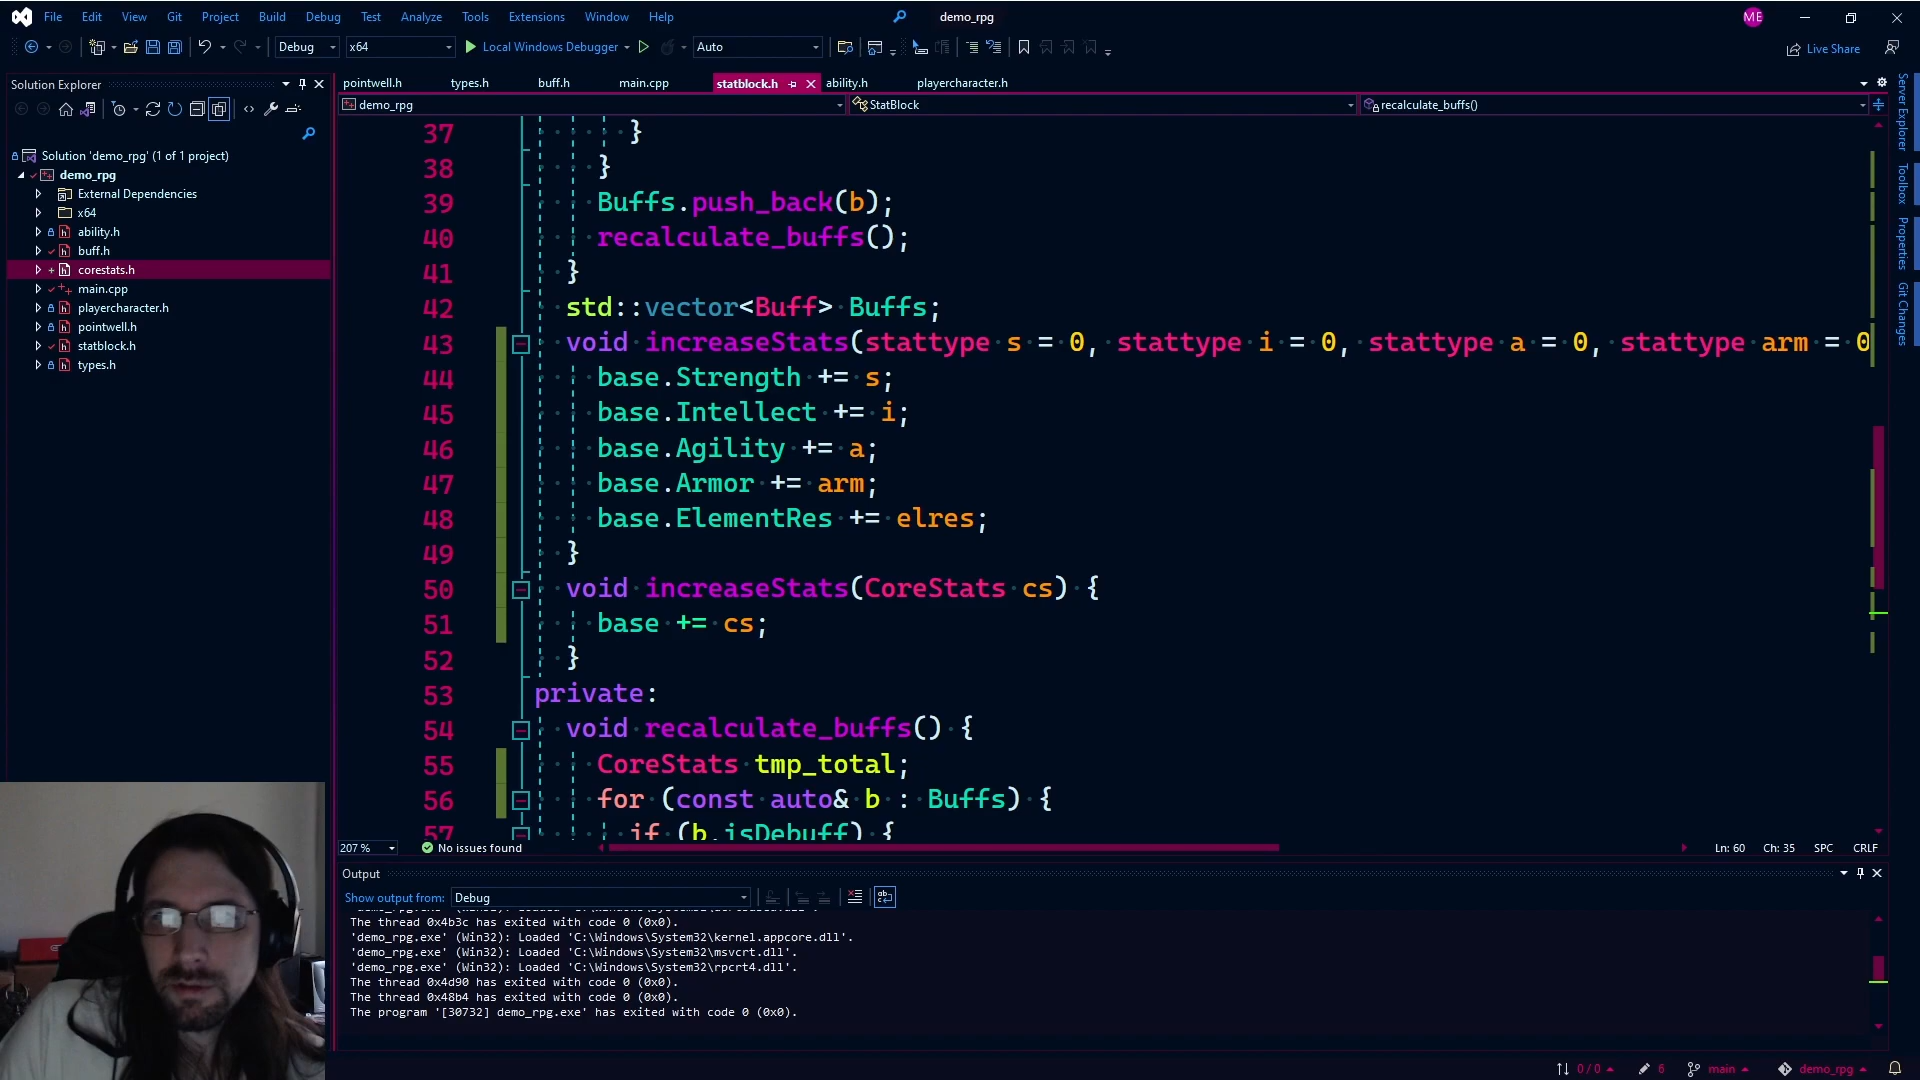 File Edit View Git Project Build Debug Test Analyze Tools Extensions Window Help demo_rpg ME
Debug x64 Local Windows Debugger Auto Live Share
Solution Explorer
Solution 'demo_rpg' (1 of 1 project)
demo_rpg
External Dependencies
x64
ability.h
buff.h
corestats.h
main.cpp
playercharacter.h
pointwell.h
statblock.h
types.h
pointwell.h types.h buff.h main.cpp statblock.h ability.h playercharacter.h
demo_rpg StatBlock recalculate_buffs()
37 }
38 }
39 Buffs.push_back(b);
40 recalculate_buffs();
41 }
42 std::vector<Buff> Buffs;
43 void increaseStats(stattype s = 0, stattype i = 0, stattype a = 0, stattype arm = 0
44 base.Strength += s;
45 base.Intellect += i;
46 base.Agility += a;
47 base.Armor += arm;
48 base.ElementRes += elres;
49 }
50 void increaseStats(CoreStats cs) {
51 base += cs;
52 }
53 private:
54 void recalculate_buffs() {
55 CoreStats tmp_total;
56 for (const auto& b : Buffs) {
57 if (b.isDebuff) {
207 % No issues found Ln: 60 Ch: 35 SPC CRLF
Output
Show output from: Debug
The thread 0x4b3c has exited with code 0 (0x0).
'demo_rpg.exe' (Win32): Loaded 'C:\Windows\System32\kernel.appcore.dll'.
'demo_rpg.exe' (Win32): Loaded 'C:\Windows\System32\msvcrt.dll'.
'demo_rpg.exe' (Win32): Loaded 'C:\Windows\System32\rpcrt4.dll'.
The thread 0x4d90 has exited with code 0 (0x0).
The thread 0x48b4 has exited with code 0 (0x0).
The program '[30732] demo_rpg.exe' has exited with code 0 (0x0).
Server Explorer
Toolbox
Properties
Git Changes
0 / 0 6 main demo_rpg